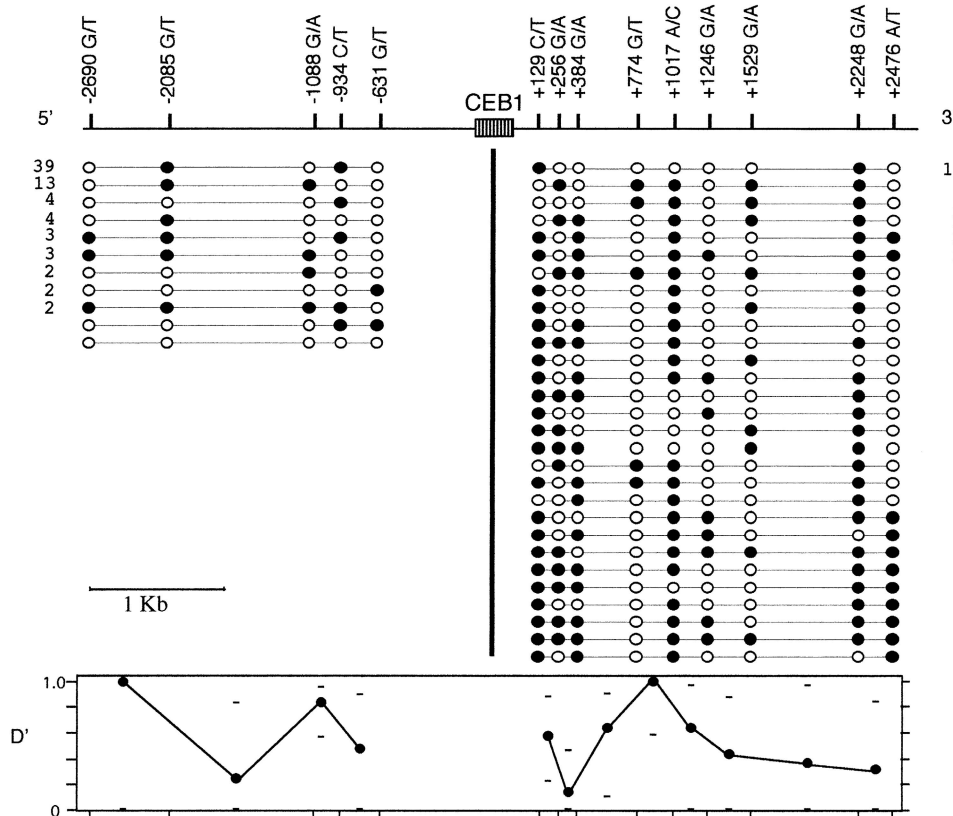 -2690 G/T
-2085 G/T
-1088 G/A
-934 C/T
-631 G/T
CEB1
+129 C/T
+256 G/A
+384 G/A
+774 G/T
+1017 A/C
+1246 G/A
+1529 G/A
+2248 G/A
+2476 A/T
5'
3
39
13
4
4
3
3
2
2
2
1
1 Kb
1.0
D'
0